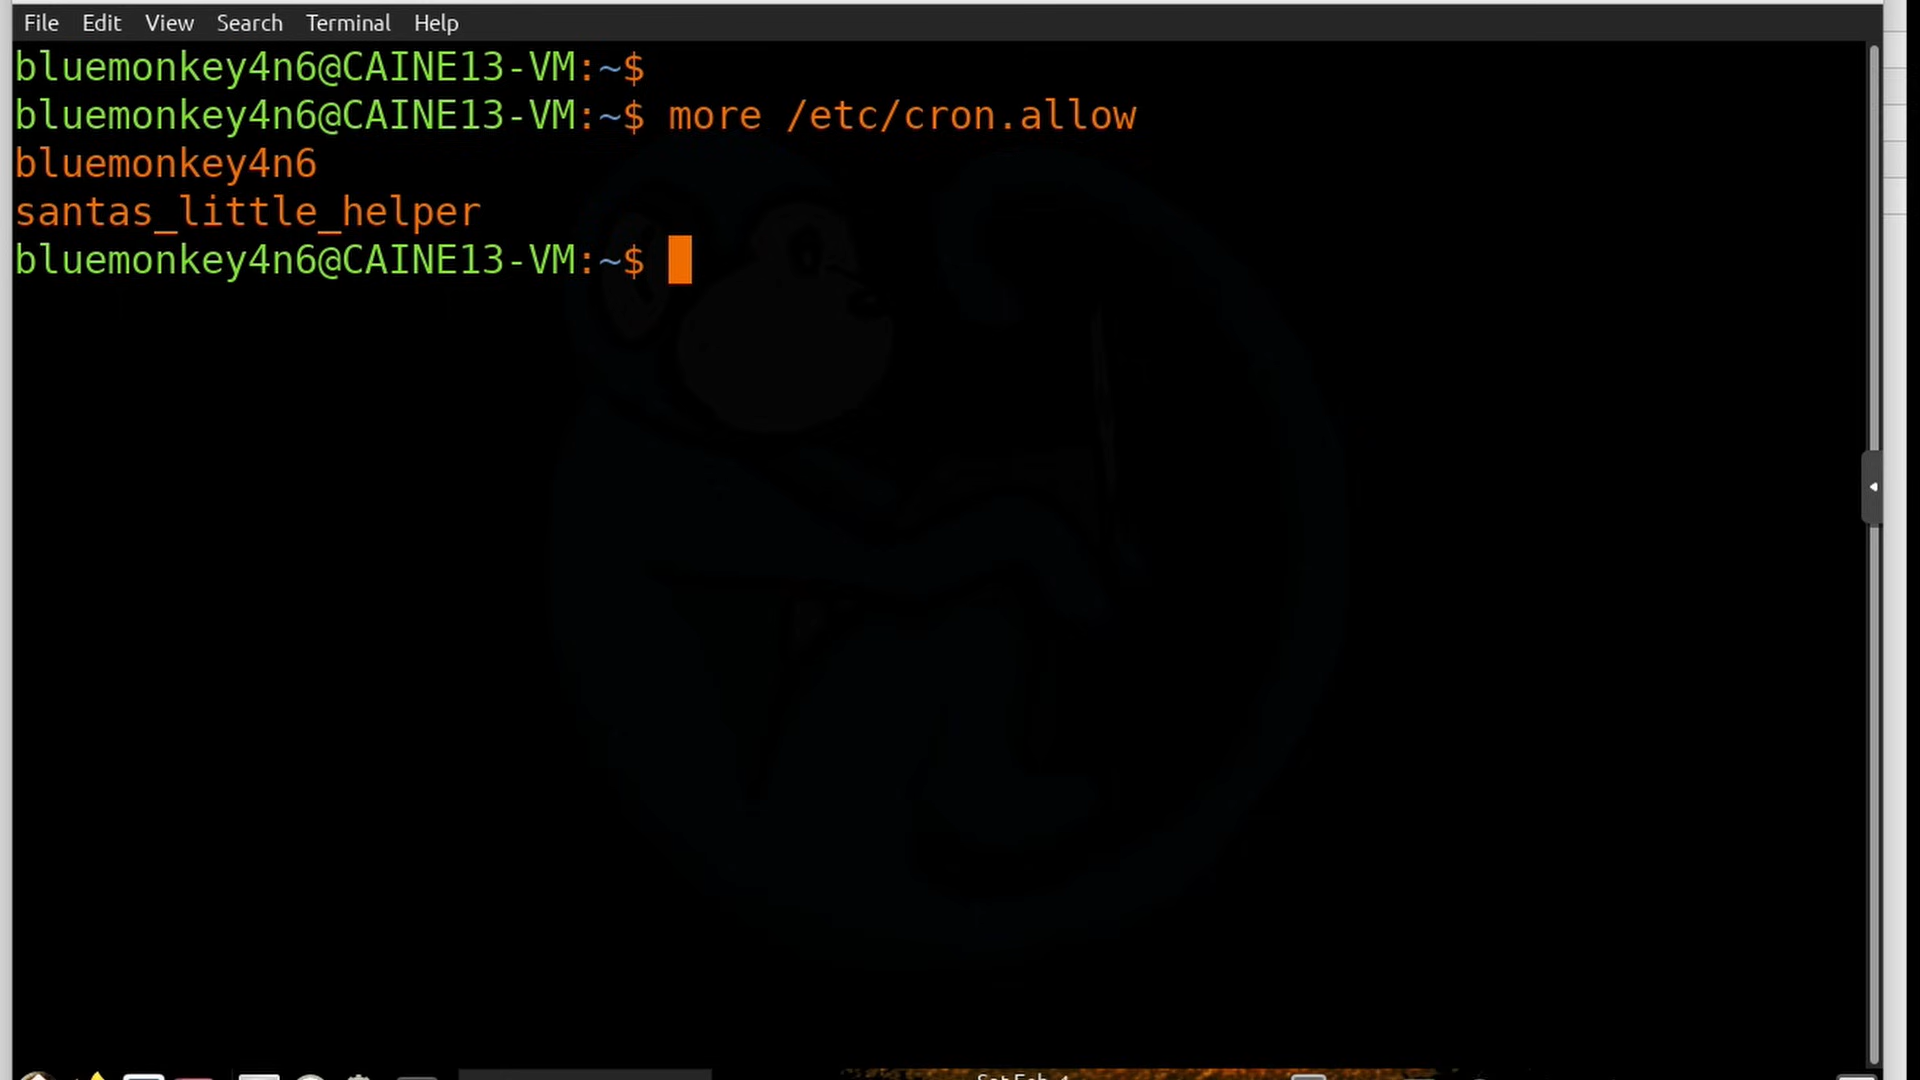 File Edit View Search Terminal Help
bluemonkey4n6@CAINE13-VM:~$
bluemonkey4n6@CAINE13-VM:~$ more /etc/cron.allow
bluemonkey4n6
santas_little_helper
bluemonkey4n6@CAINE13-VM:~$